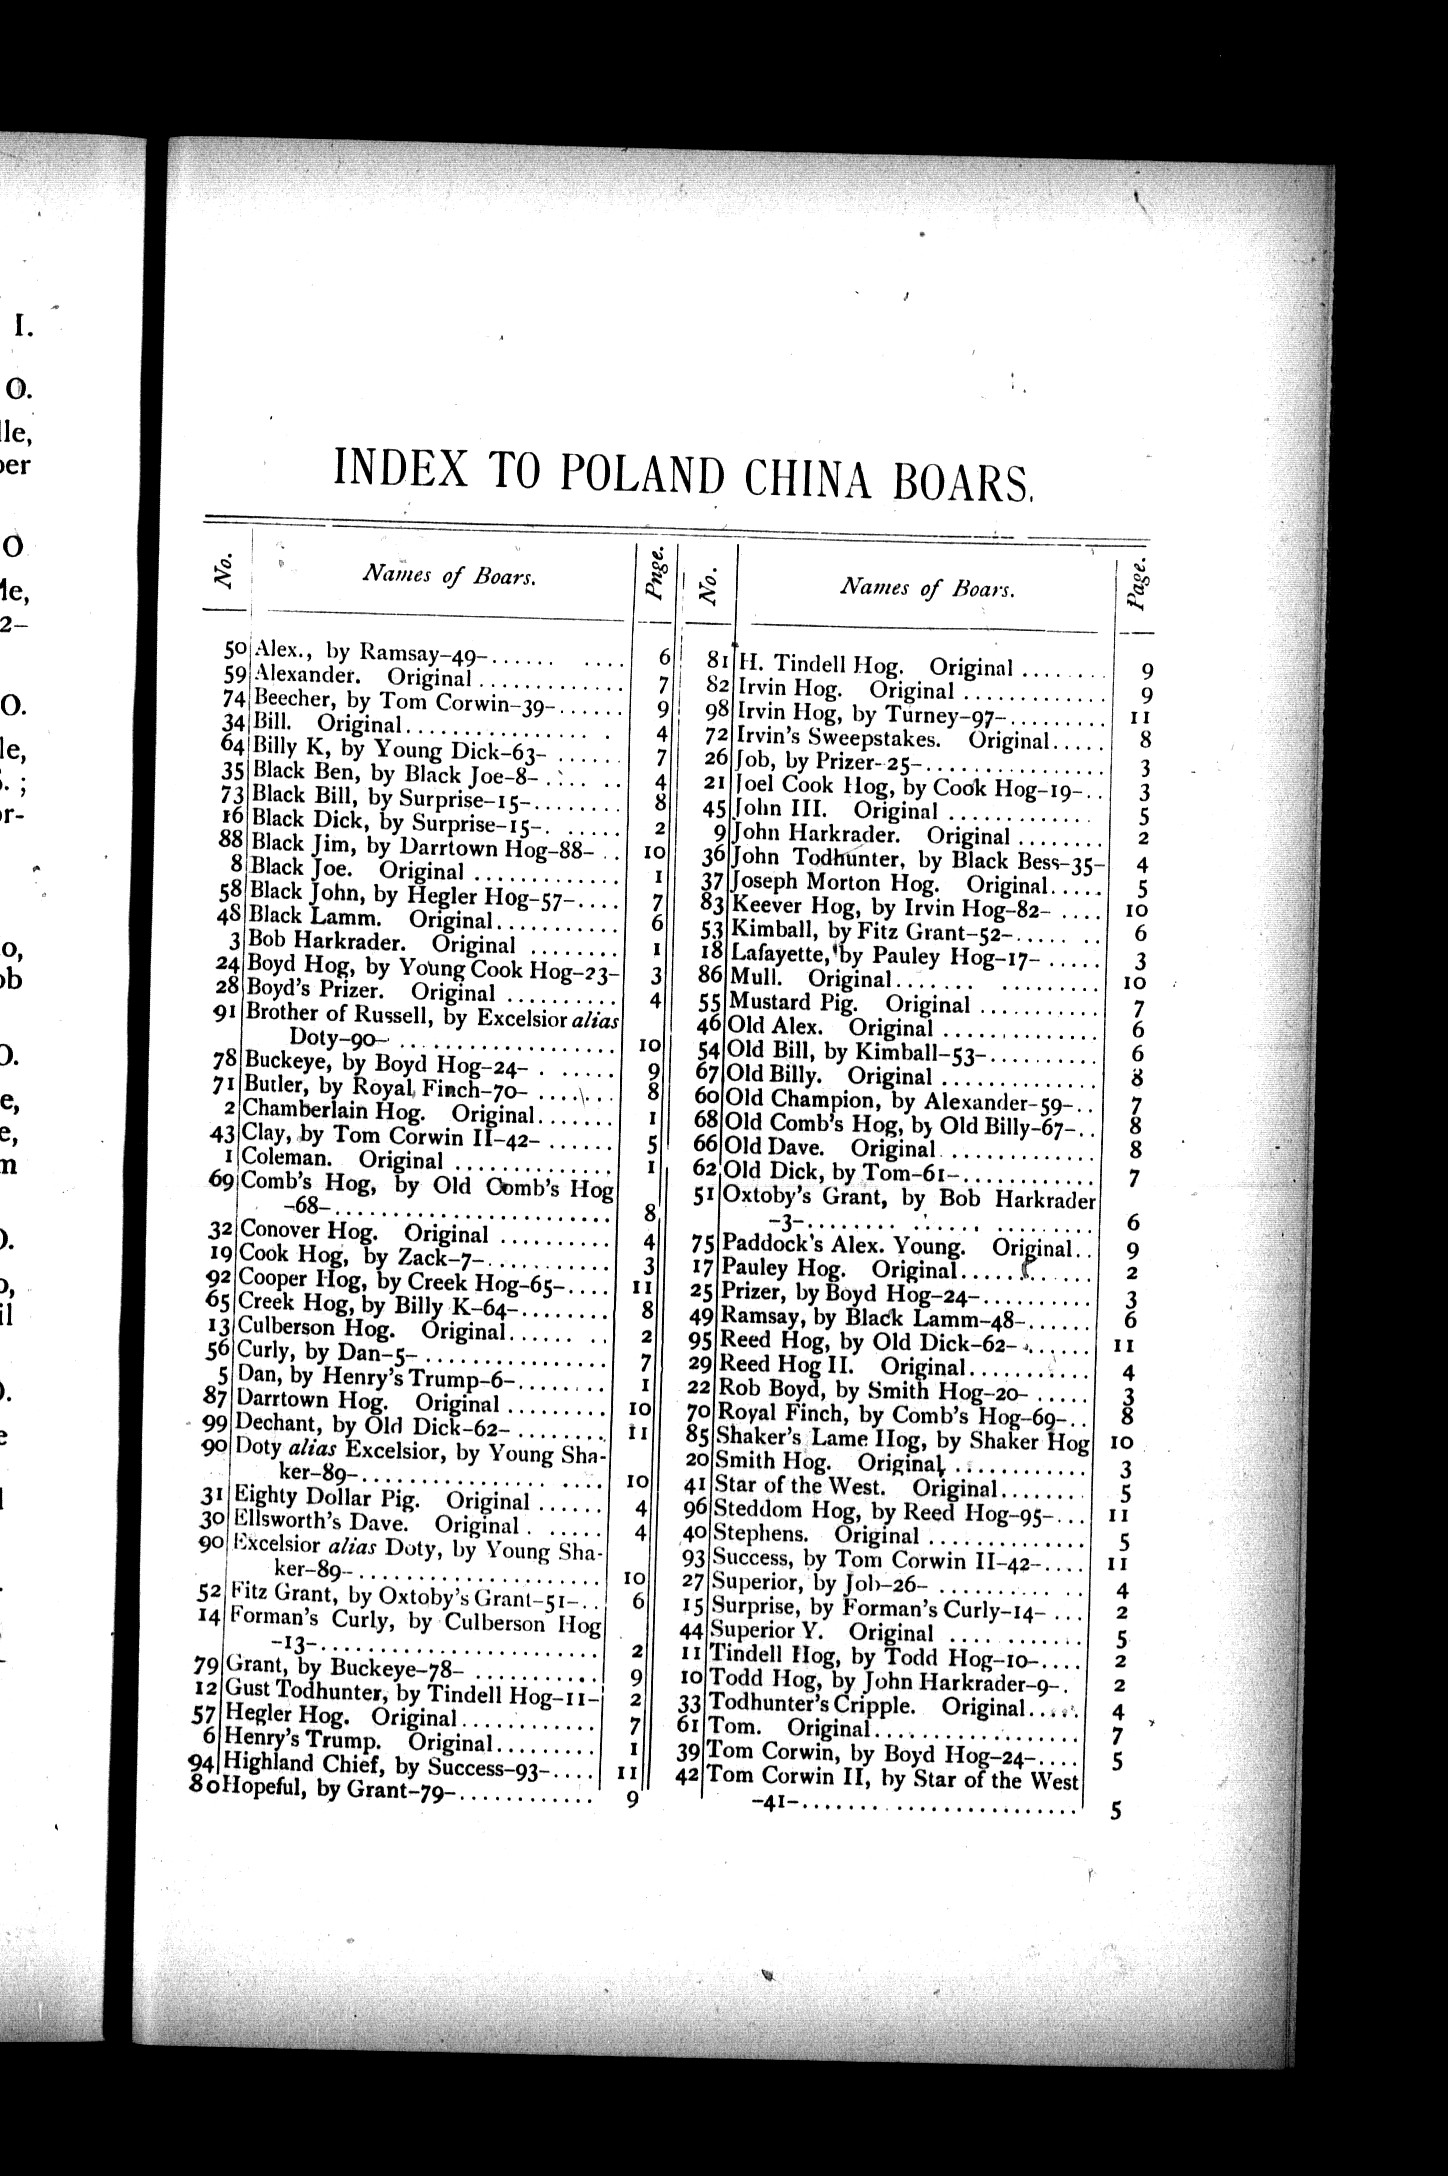 I.
O.
lle,
per
O
le,
2–
O.
le,
;
or-
o,
ob
O.
e,
e,
m
O.
o,
il
O.
e
INDEX TO POLAND CHINA BOARS.
No. Names of Boars. Pnge.
50 Alex., by Ramsay–49–...... .... 6
59 Alexander. Original ............. 7
74 Beecher, by Tom Corwin–39–...... 9
34 Bill. Original.................. 4
64 Billy K, by Young Dick–63– ...... 7
35 Black Ben, by Black Joe–8– .... .. 4
73 Black Bill, by Surprise–15–........ 8
16 Black Dick, by Surprise–15–. ...... 2
88 Black Jim, by Darrtown Hog–88– .. 10
8 Black Joe. Original ............. 1
58 Black John, by Hegler Hog–57–.... 7
48 Black Lamm. Original........... 6
3 Bob Harkrader. Original ........ 1
24 Boyd Hog, by Young Cook Hog–23– 3
28 Boyd's Prizer. Original .......... 4
91 Brother of Russell, by Excelsior alias
Doty–90– .................... 10
78 Buckeye, by Boyd Hog–24– . ...... 9
71 Butler, by Royal Finch–70– ....... 8
2 Chamberlain Hog. Original....... 1
43 Clay, by Tom Corwin II–42– ...... 5
1 Coleman. Original .............. 1
69 Comb's Hog, by Old Comb's Hog
–68–......................... 8
32 Conover Hog. Original .......... 4
19 Cook Hog, by Zack–7–........... 3
92 Cooper Hog, by Creek Hog–65–.... 11
65 Creek Hog, by Billy K–64–........ 8
13 Culberson Hog. Original...... .. 2
56 Curly, by Dan–5–................ 7
5 Dan, by Henry's Trump–6–........ 1
87 Darrtown Hog. Original ......... 10
99 Dechant, by Old Dick–62– ........ 11
90 Doty alias Excelsior, by Young Sha-
ker–89–................. .... 10
31 Eighty Dollar Pig. Original ...... 4
30 Ellsworth's Dave. Original . ..... 4
90 Excelsior alias Doty, by Young Sha-
ker–89–...................... 10
52 Fitz Grant, by Oxtoby's Grant–51–.. 6
14 Forman's Curly, by Culberson Hog
–13–......................... 2
79 Grant, by Buckeye–78– ........... 9
12 Gust Todhunter, by Tindell Hog–11– 2
57 Hegler Hog. Original............ 7
6 Henry's Trump. Original......... 1
94 Highland Chief, by Success–93–.... 11
80 Hopeful, by Grant–79–............ 9
No. Names of Boars. Page.
81 H. Tindell Hog. Original ........ 9
82 Irvin Hog. Original ............. 9
98 Irvin Hog, by Turney–97–......... 11
72 Irvin's Sweepstakes. Original..... 8
26 Job, by Prizer–25–................ 3
21 Joel Cook Hog, by Cook Hog–19–.. 3
45 John III. Original ............. 5
9 John Harkrader. Original ........ 2
36 John Todhunter, by Black Bess–35– 4
37 Joseph Morton Hog. Original..... 5
83 Keever Hog, by Irvin Hog–82– .... 10
53 Kimball, by Fitz Grant–52–..... .. 6
18 Lafayette, by Pauley Hog–17– ..... 3
86 Mull. Original....... ......... 10
55 Mustard Pig. Original ........... 7
46 Old Alex. Original .............. 6
54 Old Bill, by Kimball–53–.......... 6
67 Old Billy. Original .............. 8
60 Old Champion, by Alexander–59–.. 7
68 Old Comb's Hog, by Old Billy–67–.. 8
66 Old Dave. Original .............. 8
62 Old Dick, by Tom–61–............ 7
51 Oxtoby's Grant, by Bob Harkrader
–3–........ ...... ......... 6
75 Paddock's Alex. Young. Original.. 9
17 Pauley Hog. Original............ 2
25 Prizer, by Boyd Hog–24–.......... 3
49 Ramsay, by Black Lamm–48–...... 6
95 Reed Hog, by Old Dick–62–....... 11
29 Reed Hog II. Original........... 4
22 Rob Boyd, by Smith Hog–20– ..... 3
70 Royal Finch, by Comb's Hog–69–.. 8
85 Shaker's Lame Hog, by Shaker Hog 10
20 Smith Hog. Original ............ 3
41 Star of the West. Original........ 5
96 Steddom Hog, by Reed Hog–95–... 11
40 Stephens. Original .............. 5
93 Success, by Tom Corwin II–42–.... 11
27 Superior, by Job–26– ............. 4
15 Surprise, by Forman's Curly–14– ... 2
44 Superior Y. Original ............ 5
11 Tindell Hog, by Todd Hog–10–.... 2
10 Todd Hog, by John Harkrader–9–. 2
33 Todhunter's Cripple. Original..... 4
61 Tom. Original................... 7
39 Tom Corwin, by Boyd Hog–24–.... 5
42 Tom Corwin II, by Star of the West
–41–......................... 5